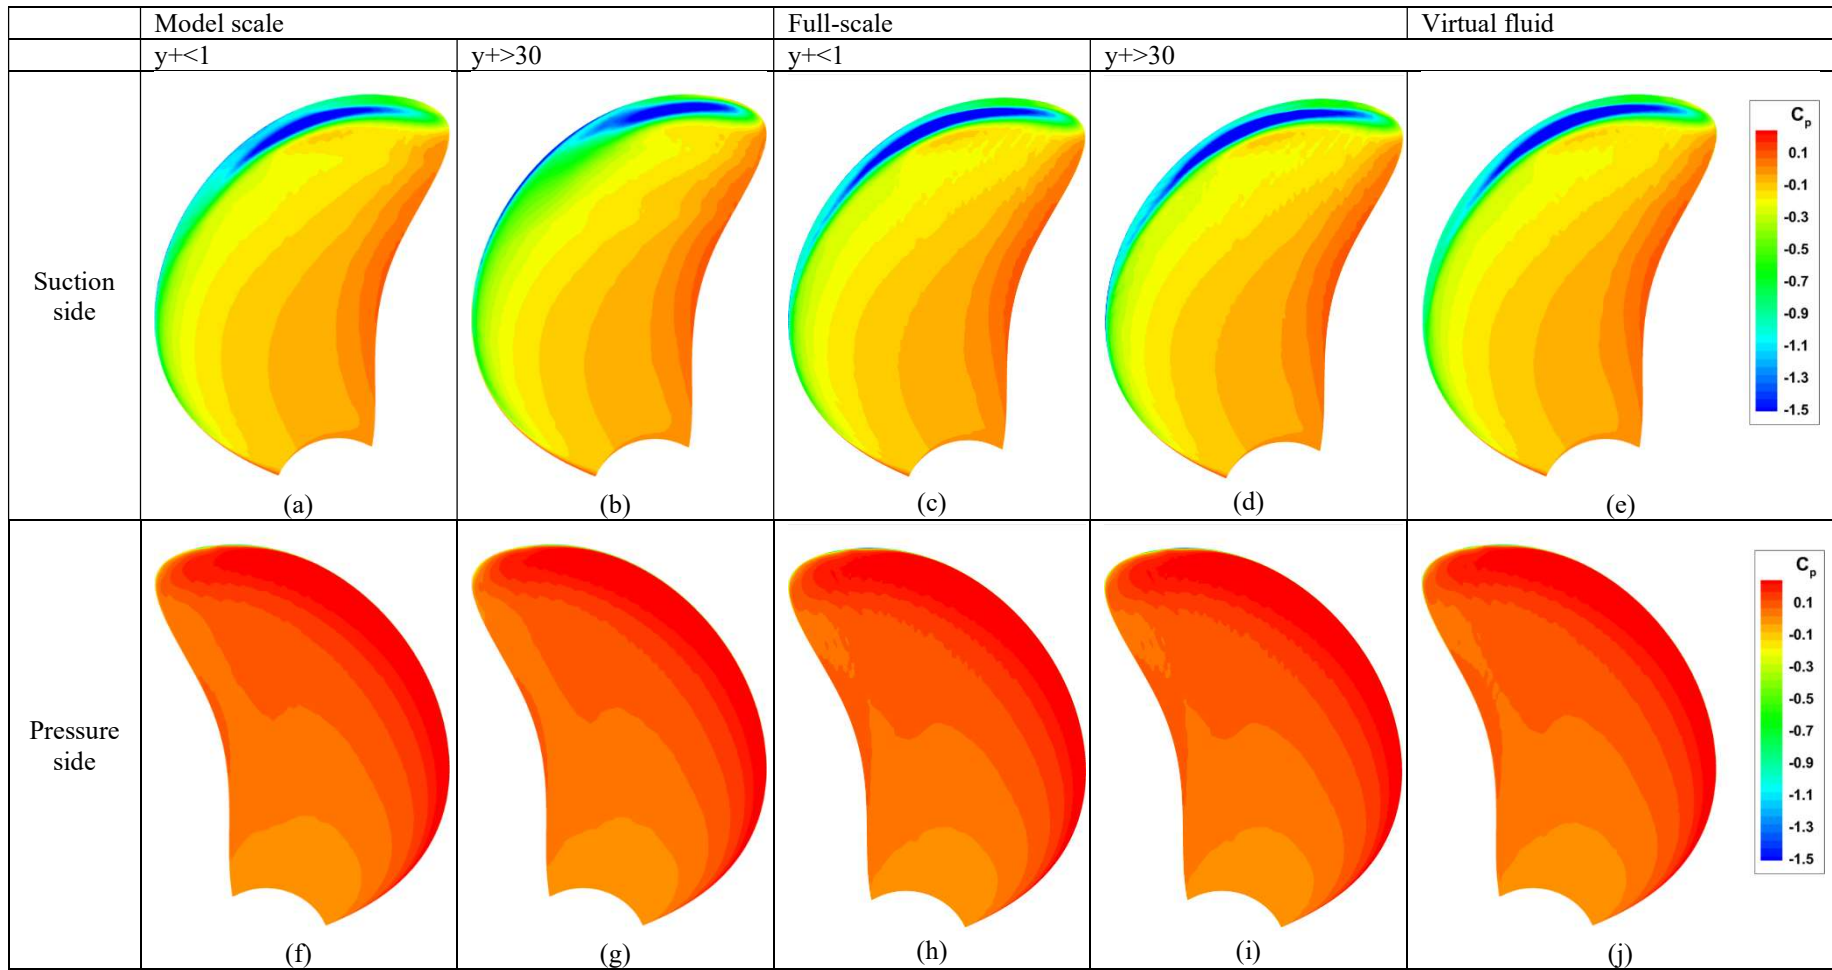 Model scale Full-scale Virtual fluid
y+<1 y+>30 y+<1 y+>30
Suction
side
C_p
0.1
-0.1
-0.3
-0.5
-0.7
-0.9
-1.1
-1.3
-1.5
(a) (b) (c) (d) (e)
Pressure
side
C_p
0.1
-0.1
-0.3
-0.5
-0.7
-0.9
-1.1
-1.3
-1.5
(f) (g) (h) (i) (j)